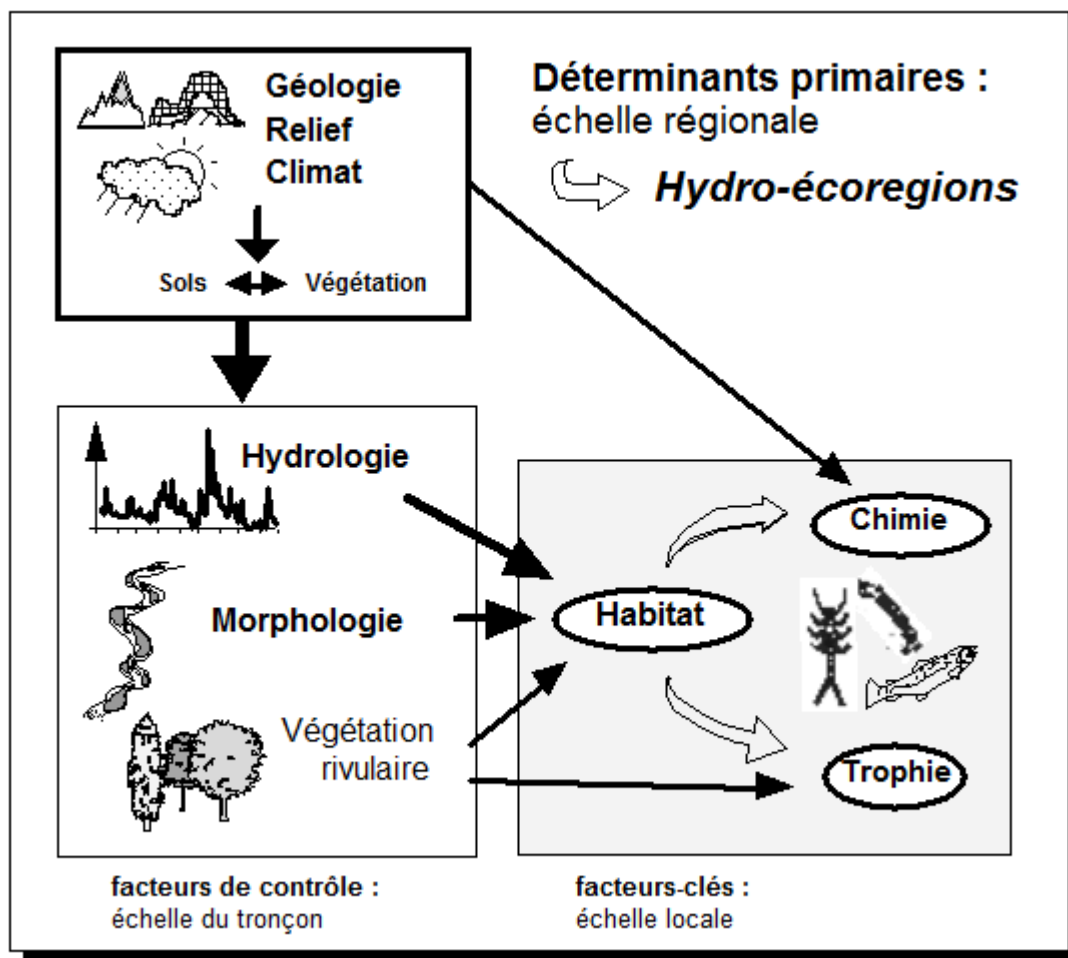 Géologie
Relief
Climat
Sols
Végétation
Déterminants primaires :
échelle régionale
Hydro-écoregions
Hydrologie
Morphologie
Végétation
rivulaire
Habitat
Chimie
Trophie
facteurs de contrôle :
échelle du tronçon
facteurs-clés :
échelle locale